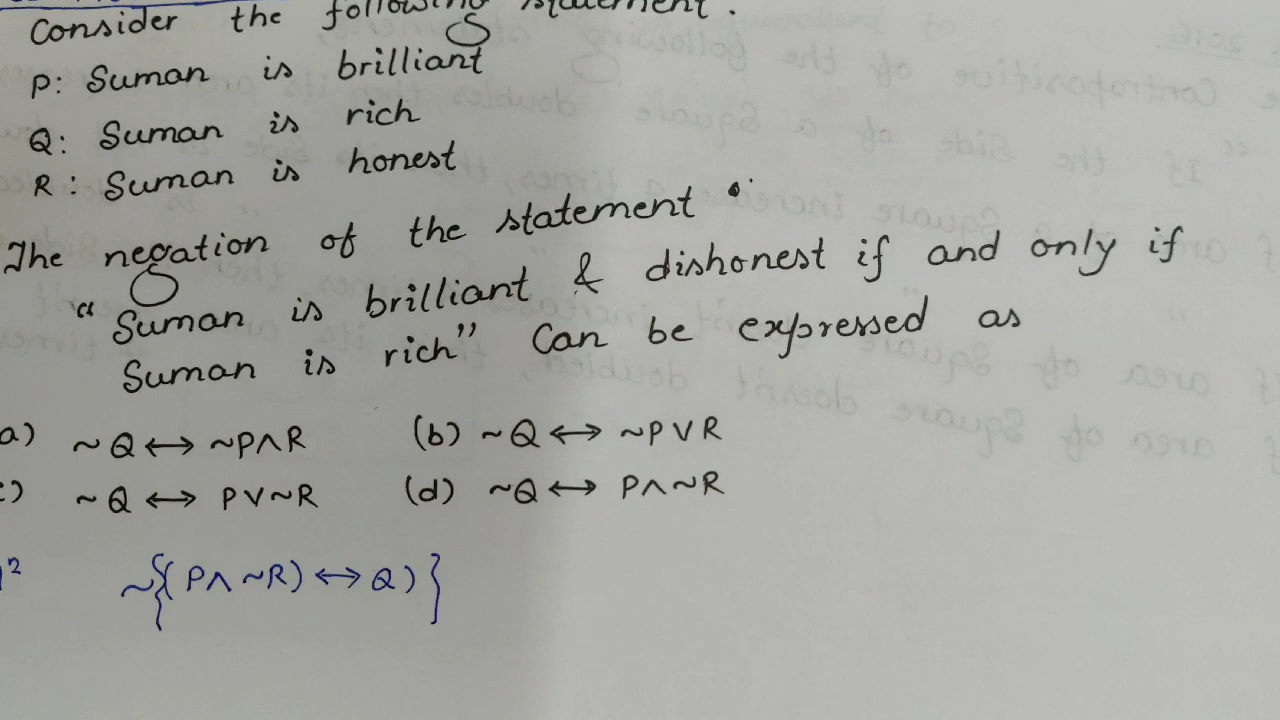 Consider the following statement.
P: Suman is brilliant
Q: Suman is rich
R: Suman is honest
The negation of the statement
"Suman is brilliant & dishonest if and only if
Suman is rich" Can be expressed as
a) ~Q ↔ ~P∧R (b) ~Q ↔ ~P∨R
c) ~Q ↔ P∨~R (d) ~Q ↔ P∧~R
~{(P∧~R) ↔ Q)}